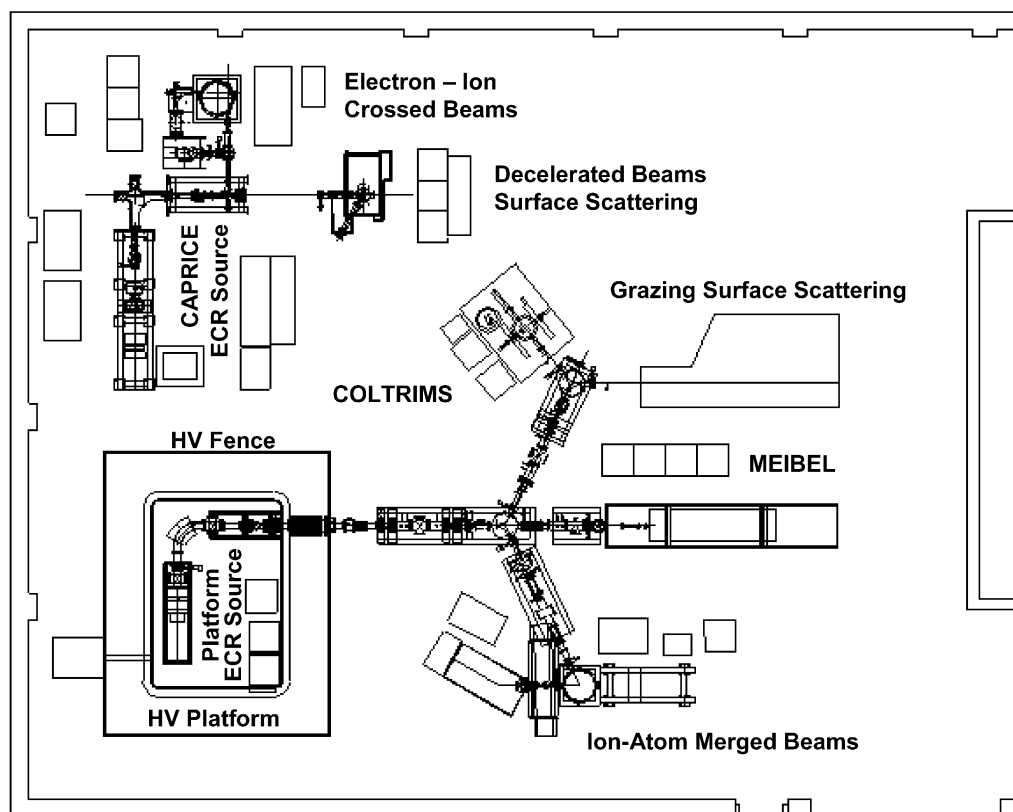 Electron – Ion
Crossed Beams
Decelerated Beams
Surface Scattering
CAPRICE
ECR Source
Grazing Surface Scattering
COLTRIMS
HV Fence
MEIBEL
Platform
ECR Source
HV Platform
Ion-Atom Merged Beams